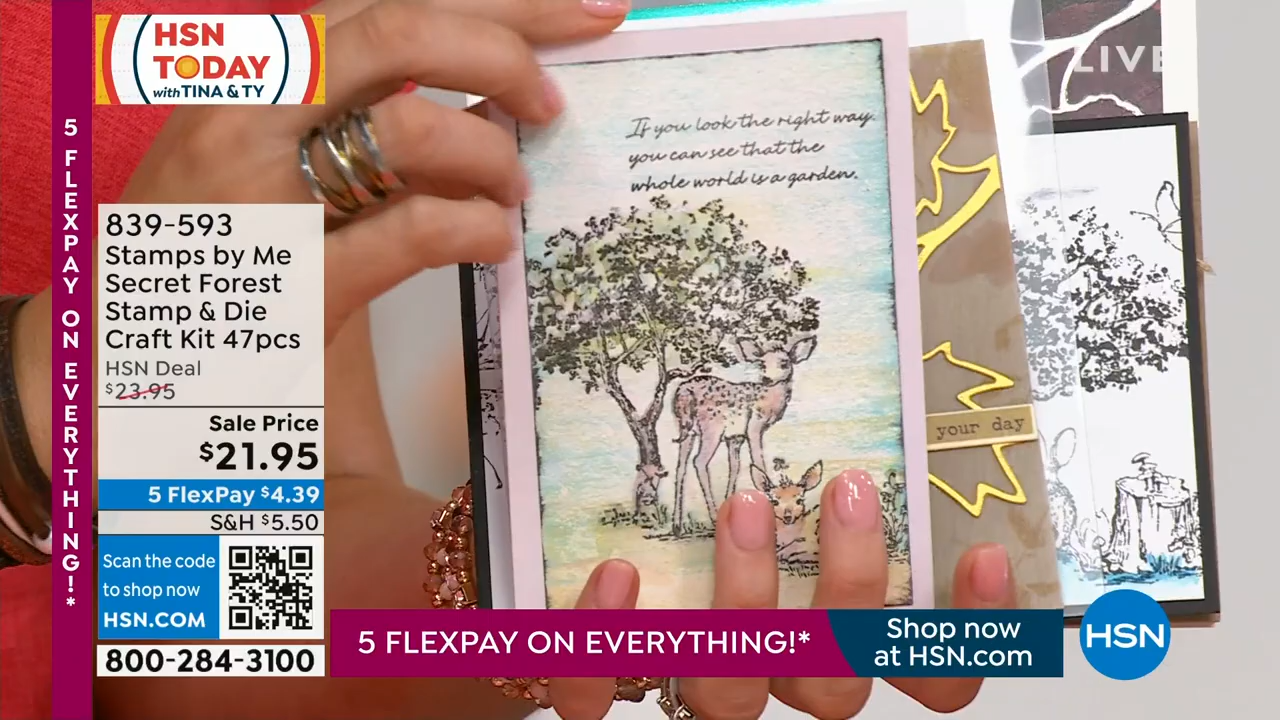 5 FLEXPAY ON EVERYTHING!*
HSN
TODAY
with TINA & TY
839-593
Stamps by Me
Secret Forest
Stamp & Die
Craft Kit 47pcs
HSN Deal
$23.95
Sale Price
$21.95
5 FlexPay $4.39
S&H $5.50
Scan the code
to shop now
HSN.COM
800-284-3100
If you look the right way,
you can see that the
whole world is a garden.
your day
LIVE
5 FLEXPAY ON EVERYTHING!*
Shop now
at HSN.com
HSN